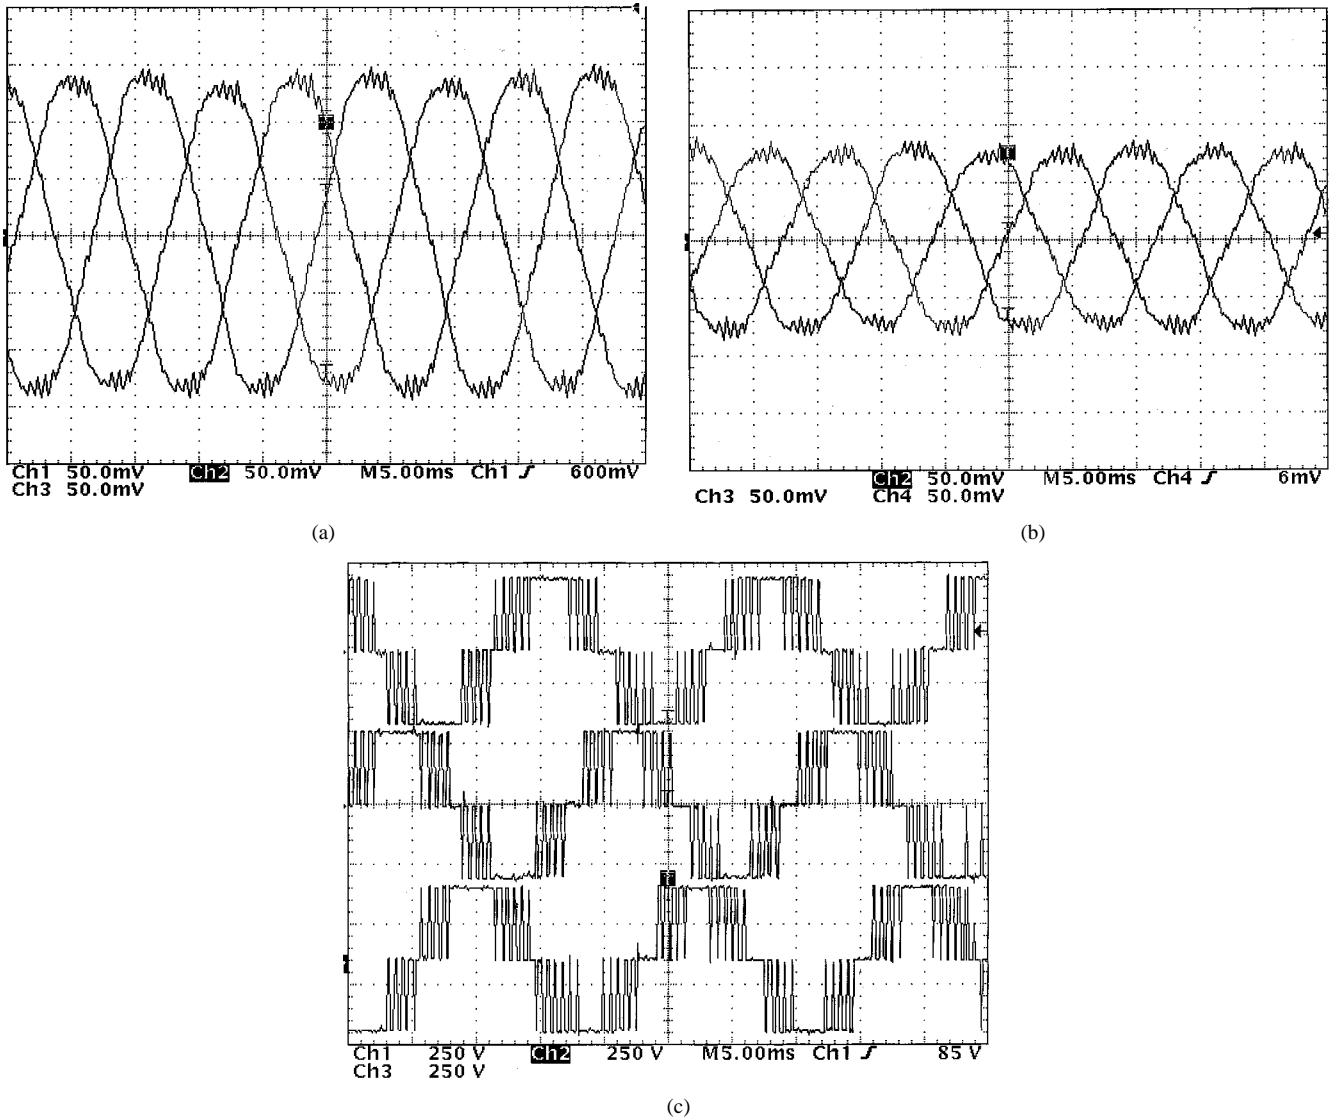 Ch1 50.0mV Ch2 50.0mV M5.00ms Ch1 ƒ 600mV
Ch3 50.0mV
Ch2 50.0mV M5.00ms Ch4 ƒ 6mV
Ch3 50.0mV Ch4 50.0mV
(a)
(b)
Ch1 250 V Ch2 250 V M5.00ms Ch1 ƒ 85 V
Ch3 250 V
(c)